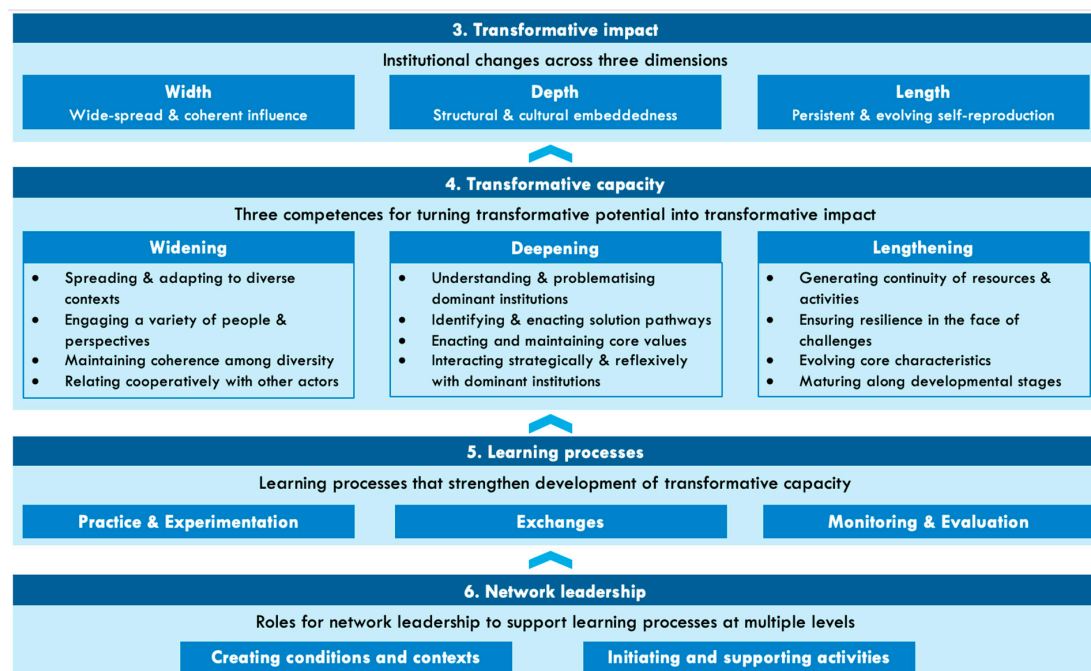 3. Transformative impact
Institutional changes across three dimensions
Width
Wide-spread & coherent influence
Depth
Structural & cultural embeddedness
Length
Persistent & evolving self-reproduction
4. Transformative capacity
Three competences for turning transformative potential into transformative impact
Widening
• Spreading & adapting to diverse
contexts
• Engaging a variety of people &
perspectives
• Maintaining coherence among diversity
• Relating cooperatively with other actors
Deepening
• Understanding & problematising
dominant institutions
• Identifying & enacting solution pathways
• Enacting and maintaining core values
• Interacting strategically & reflexively
with dominant institutions
Lengthening
• Generating continuity of resources &
activities
• Ensuring resilience in the face of
challenges
• Evolving core characteristics
• Maturing along developmental stages
5. Learning processes
Learning processes that strengthen development of transformative capacity
Practice & Experimentation
Exchanges
Monitoring & Evaluation
6. Network leadership
Roles for network leadership to support learning processes at multiple levels
Creating conditions and contexts
Initiating and supporting activities